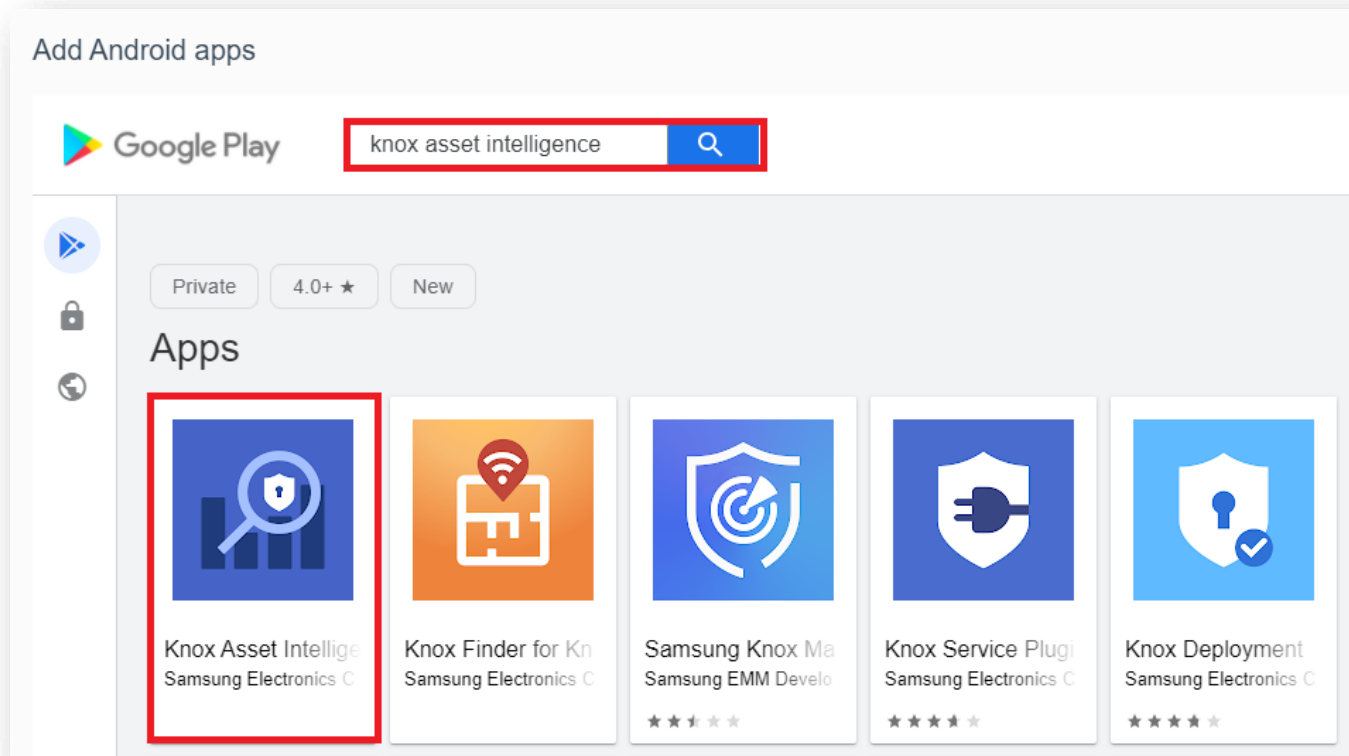 Add Android apps
Google Play
knox asset intelligence
Private
4.0+ ★
New
Apps
Knox Asset Intellige
Samsung Electronics C
Knox Finder for Kn
Samsung Electronics C
Samsung Knox Ma
Samsung EMM Develo
Knox Service Plugi
Samsung Electronics C
Knox Deployment
Samsung Electronics C